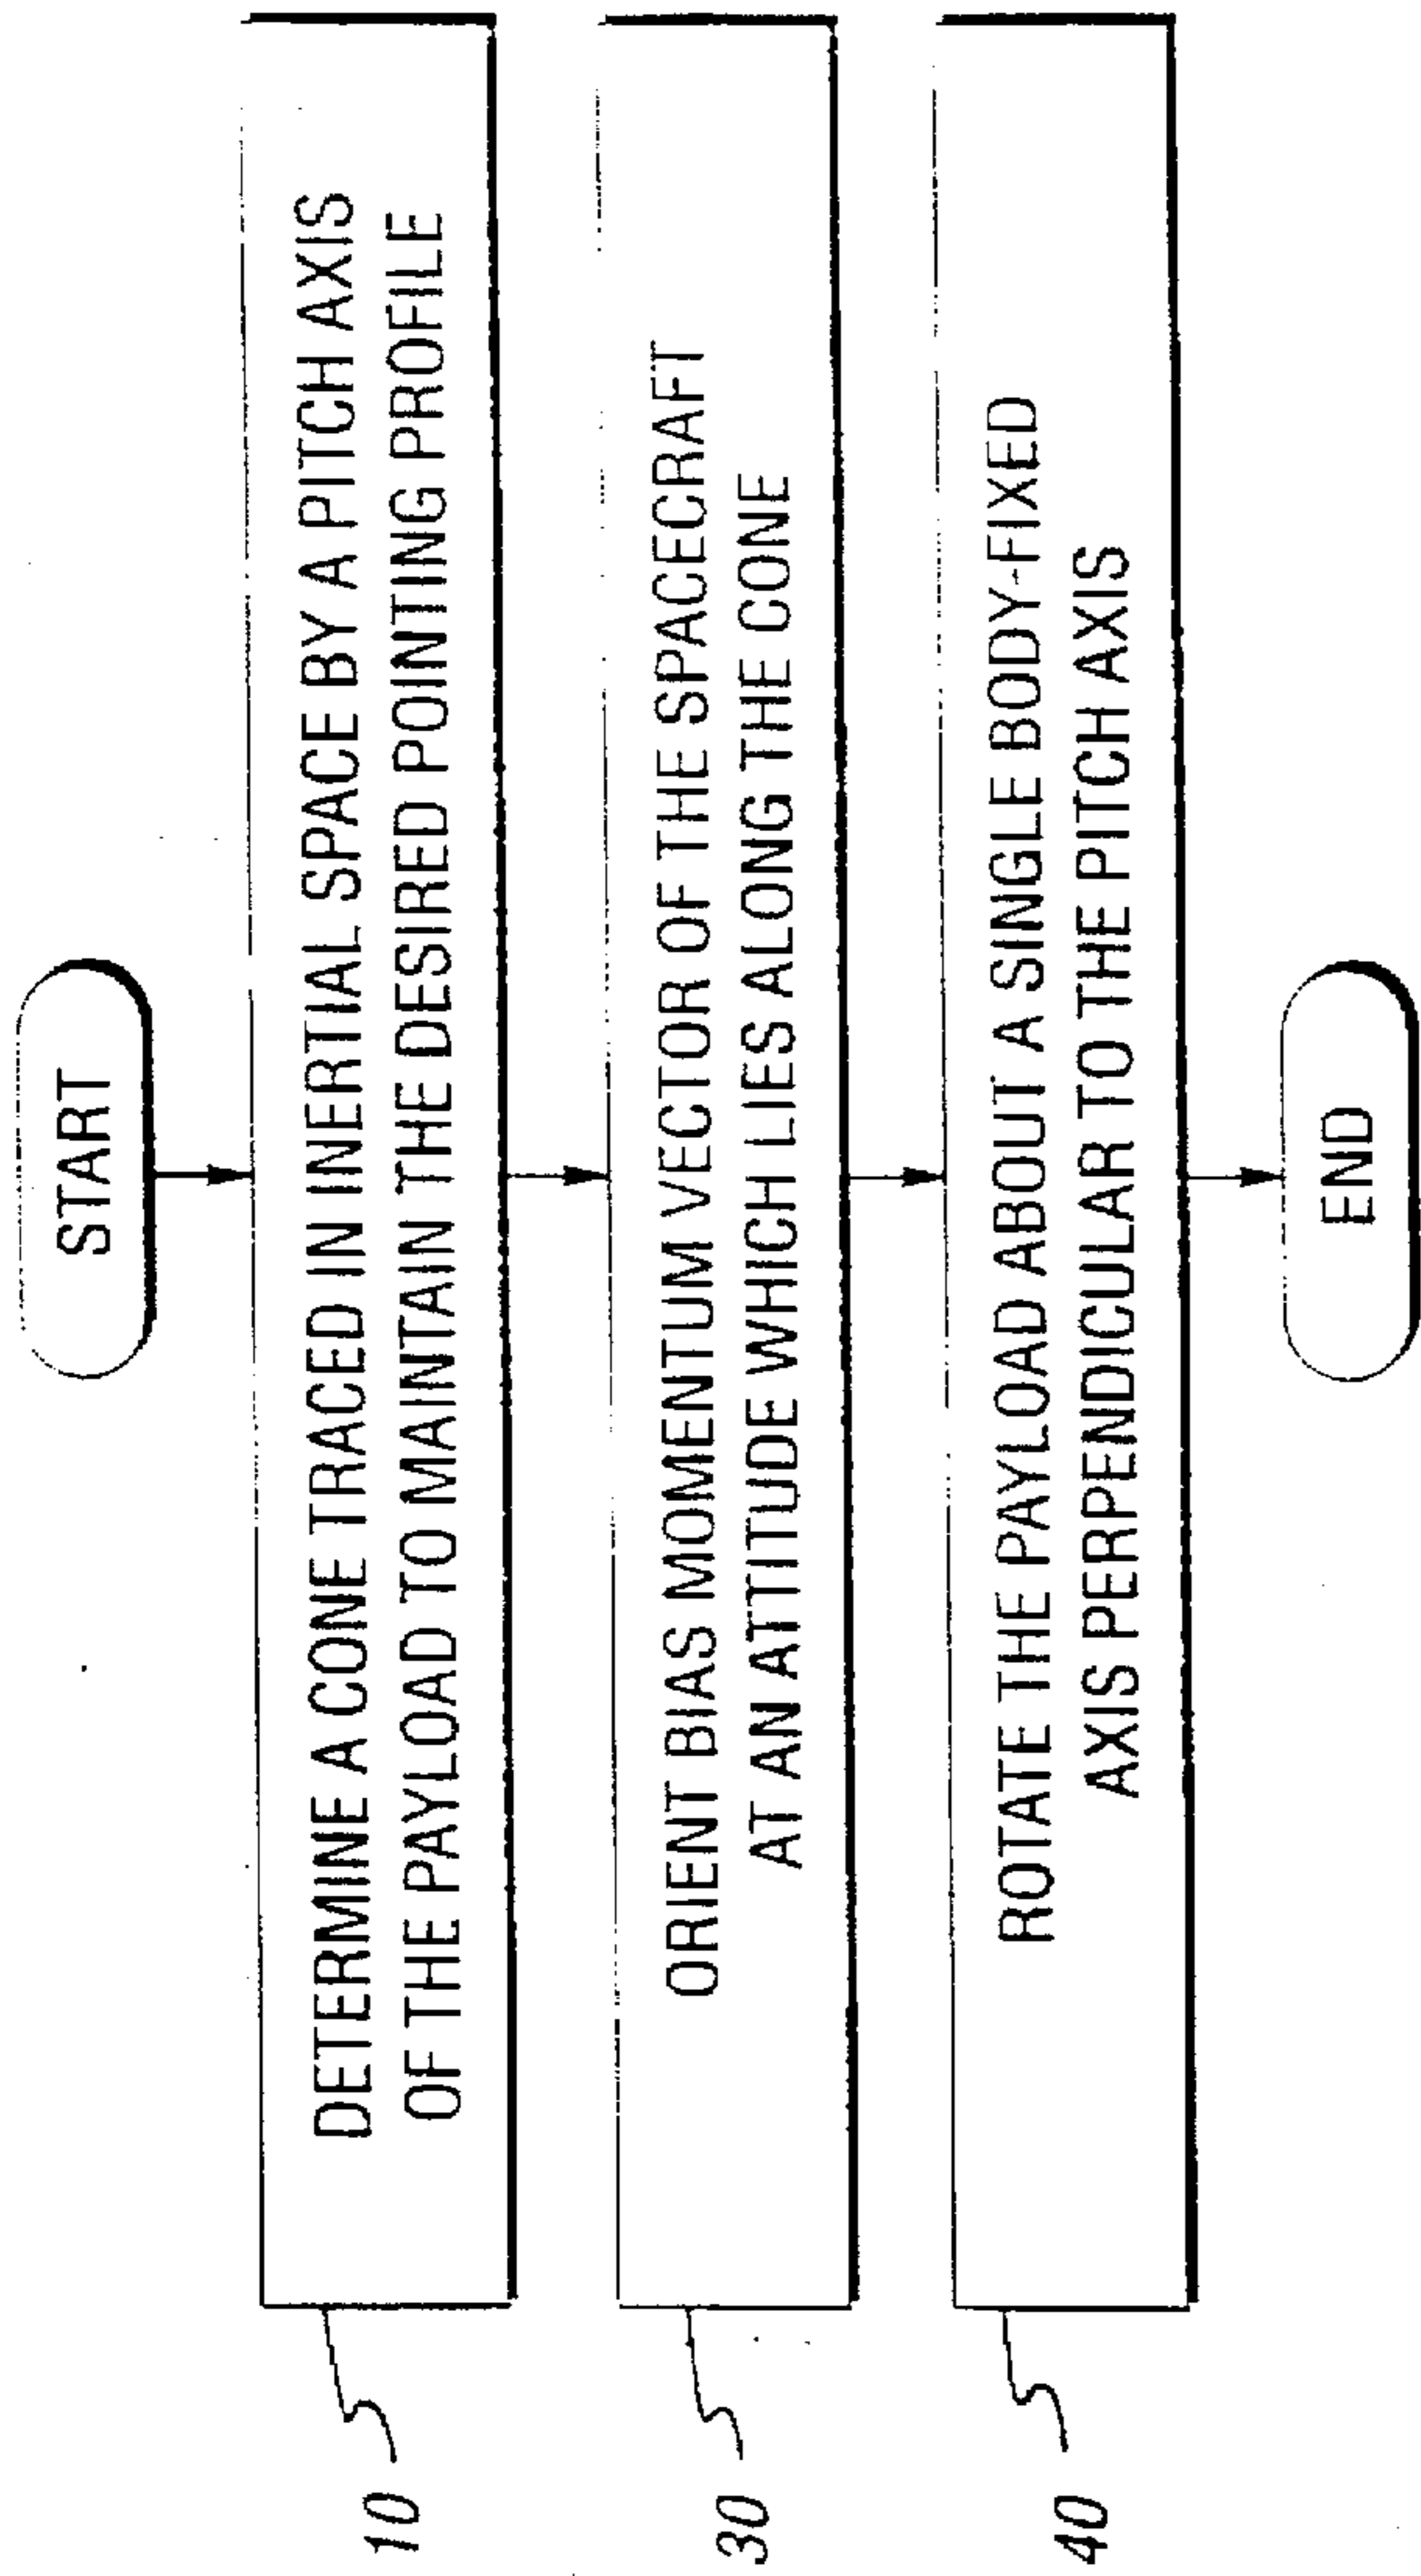 START
10
DETERMINE A CONE TRACED IN INERTIAL SPACE BY A PITCH AXIS
OF THE PAYLOAD TO MAINTAIN THE DESIRED POINTING PROFILE
30
ORIENT BIAS MOMENTUM VECTOR OF THE SPACECRAFT
AT AN ATTITUDE WHICH LIES ALONG THE CONE
40
ROTATE THE PAYLOAD ABOUT A SINGLE BODY-FIXED
AXIS PERPENDICULAR TO THE PITCH AXIS
END